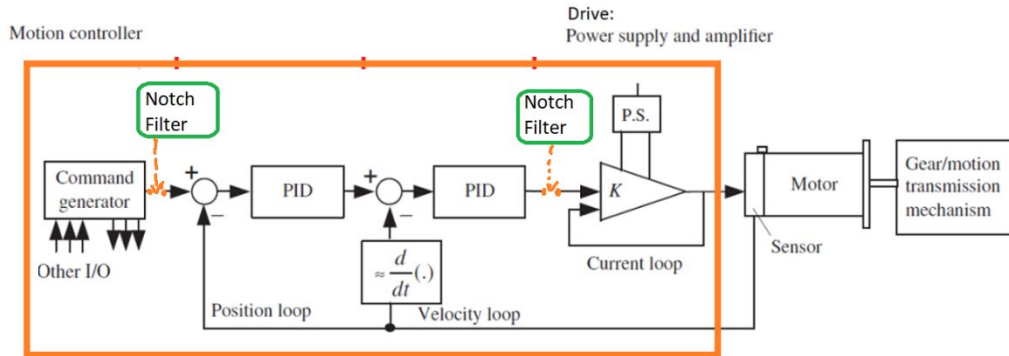 Drive:
Motion controller
Power supply and amplifier
Notch
Filter
Notch
Filter
P.S.
Command
generator
+
−
PID
+
−
PID
K
Motor
Gear/motion
transmission
mechanism
Sensor
Other I/O
≈ d/dt (.)
Current loop
Position loop
Velocity loop